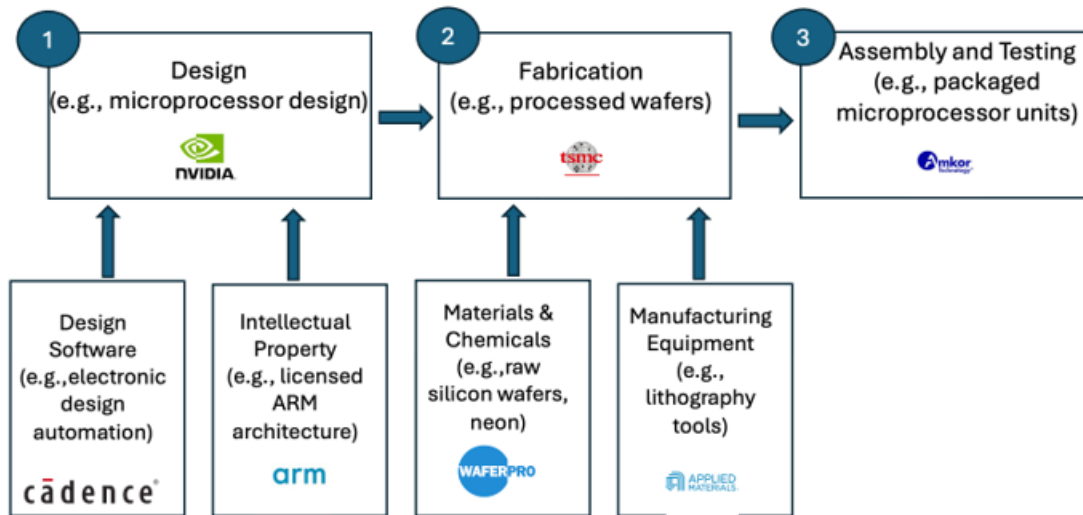 1
Design
(e.g., microprocessor design)
NVIDIA
2
Fabrication
(e.g., processed wafers)
tsmc
3
Assembly and Testing
(e.g., packaged
microprocessor units)
Amkor
Technology
Design
Software
(e.g.,electronic
design
automation)
cādence
Intellectual
Property
(e.g., licensed
ARM
architecture)
arm
Materials &
Chemicals
(e.g.,raw
silicon wafers,
neon)
WAFERPRO
Manufacturing
Equipment
(e.g.,
lithography
tools)
APPLIED
MATERIALS